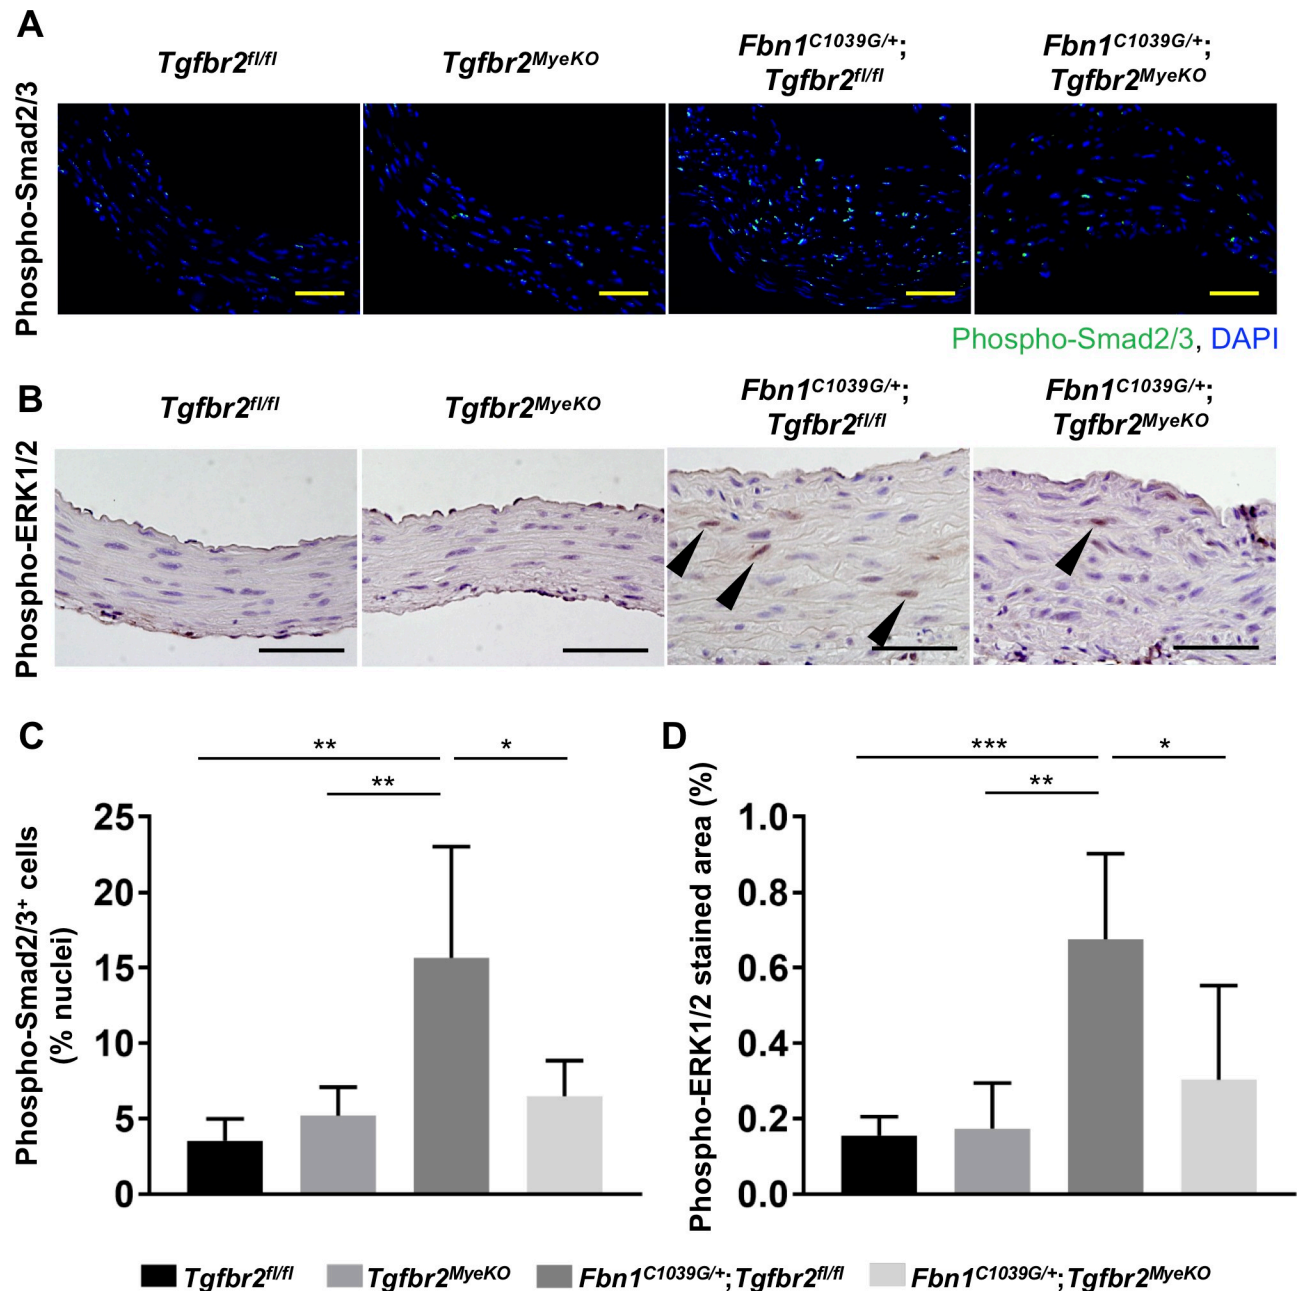 A
Tgfbr2fl/fl
Tgfbr2MyeKO
Fbn1C1039G/+;
Tgfbr2fl/fl
Fbn1C1039G/+;
Tgfbr2MyeKO
Phospho-Smad2/3
Phospho-Smad2/3, DAPI
B
Tgfbr2fl/fl
Tgfbr2MyeKO
Fbn1C1039G/+;
Tgfbr2fl/fl
Fbn1C1039G/+;
Tgfbr2MyeKO
Phospho-ERK1/2
C
**
*
**
Phospho-Smad2/3+ cells
(% nuclei)
25
20
15
10
5
0
D
***
*
**
Phospho-ERK1/2 stained area (%)
1.0
0.8
0.6
0.4
0.2
0.0
Tgfbr2fl/fl
Tgfbr2MyeKO
Fbn1C1039G/+;Tgfbr2fl/fl
Fbn1C1039G/+;Tgfbr2MyeKO